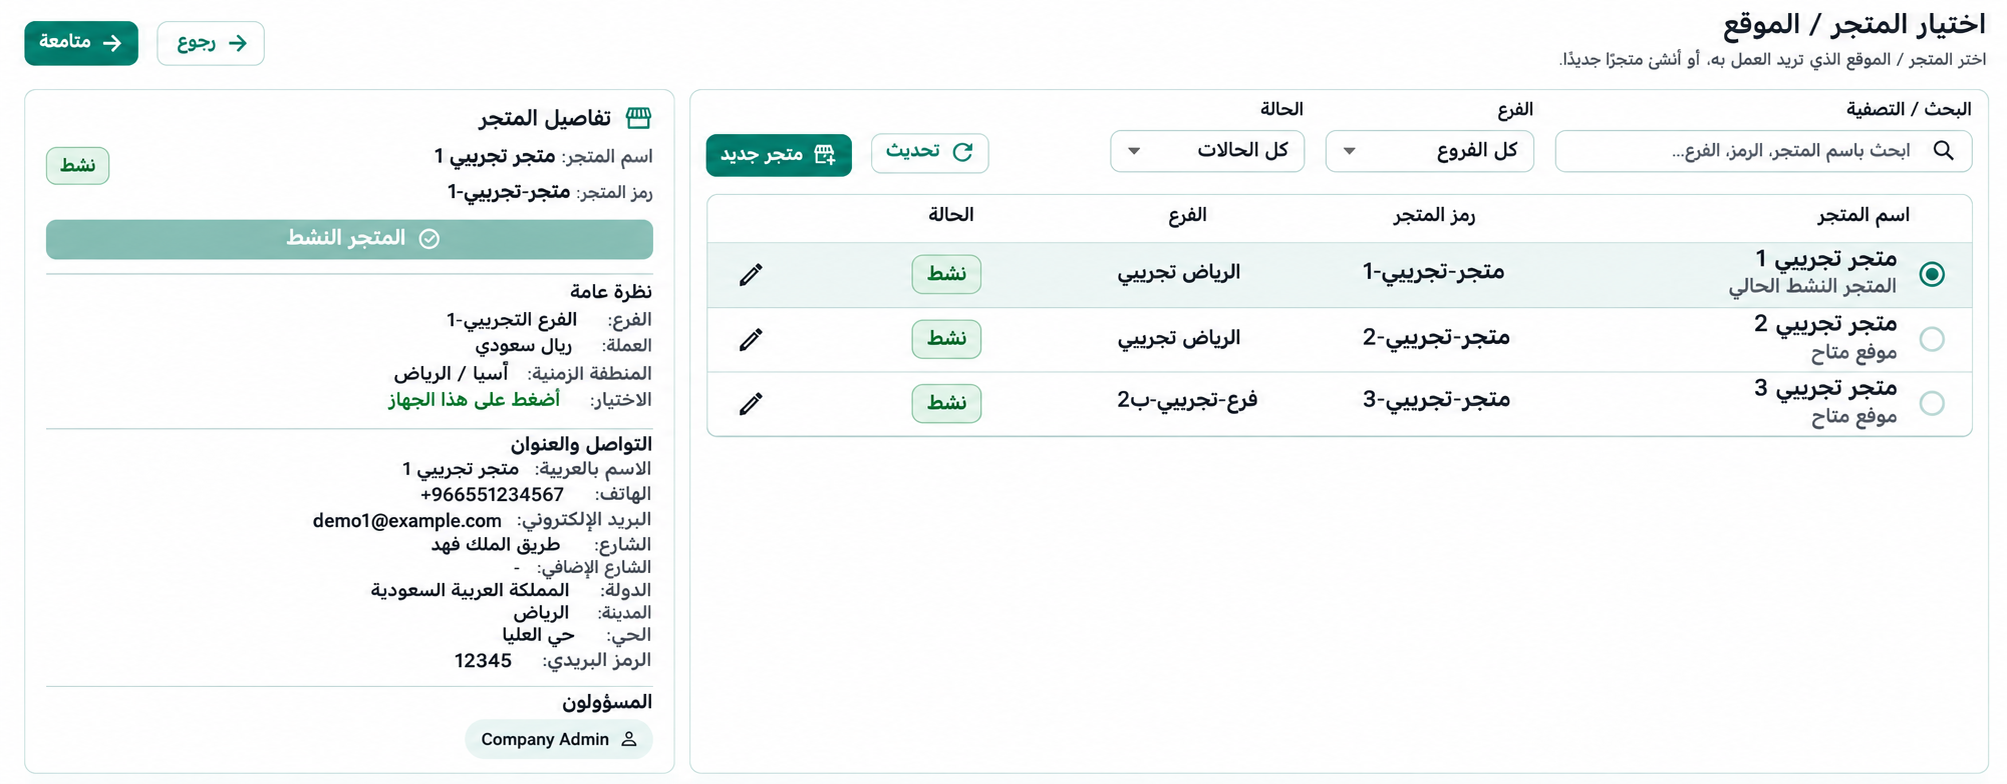 اختيار المتجر / الموقع
اختر المتجر / الموقع الذي تريد العمل به، أو أنشئ متجرًا جديدًا.
رجوع
متامعة
البحث / التصفية
ابحث باسم المتجر، الرمز، الفرع...
الفرع
كل الفروع
الحالة
كل الحالات
تحديث
متجر جديد
اسم المتجر رمز المتجر الفرع الحالة
متجر تجريبي 1 متجر-تجريبي-1 الرياض تجريبي نشط
المتجر النشط الحالي
متجر تجريبي 2 متجر-تجريبي-2 الرياض تجريبي نشط
موقع متاح
متجر تجريبي 3 متجر-تجريبي-3 فرع-تجريبي-ب2 نشط
موقع متاح
تفاصيل المتجر
اسم المتجر: متجر تجريبي 1
نشط
رمز المتجر: متجر-تجريبي-1
المتجر النشط
نظرة عامة
الفرع: الفرع التجريبي-1
العملة: ريال سعودي
المنطقة الزمنية: آسيا / الرياض
الاختيار: أضغط على هذا الجهاز
التواصل والعنوان
الاسم بالعربية: متجر تجريبي 1
الهاتف: +966551234567
البريد الإلكتروني: demo1@example.com
الشارع: طريق الملك فهد
الشارع الإضافي: -
الدولة: المملكة العربية السعودية
المدينة: الرياض
الحي: حي العليا
الرمز البريدي: 12345
المسؤولون
Company Admin